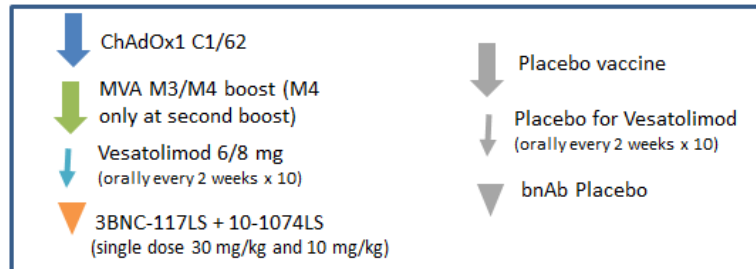 ChAdOx1 C1/62
MVA M3/M4 boost (M4
only at second boost)
Vesatolimod 6/8 mg
(orally every 2 weeks x 10)
3BNC-117LS + 10-1074LS
(single dose 30 mg/kg and 10 mg/kg)
Placebo vaccine
Placebo for Vesatolimod
(orally every 2 weeks x 10)
bnAb Placebo